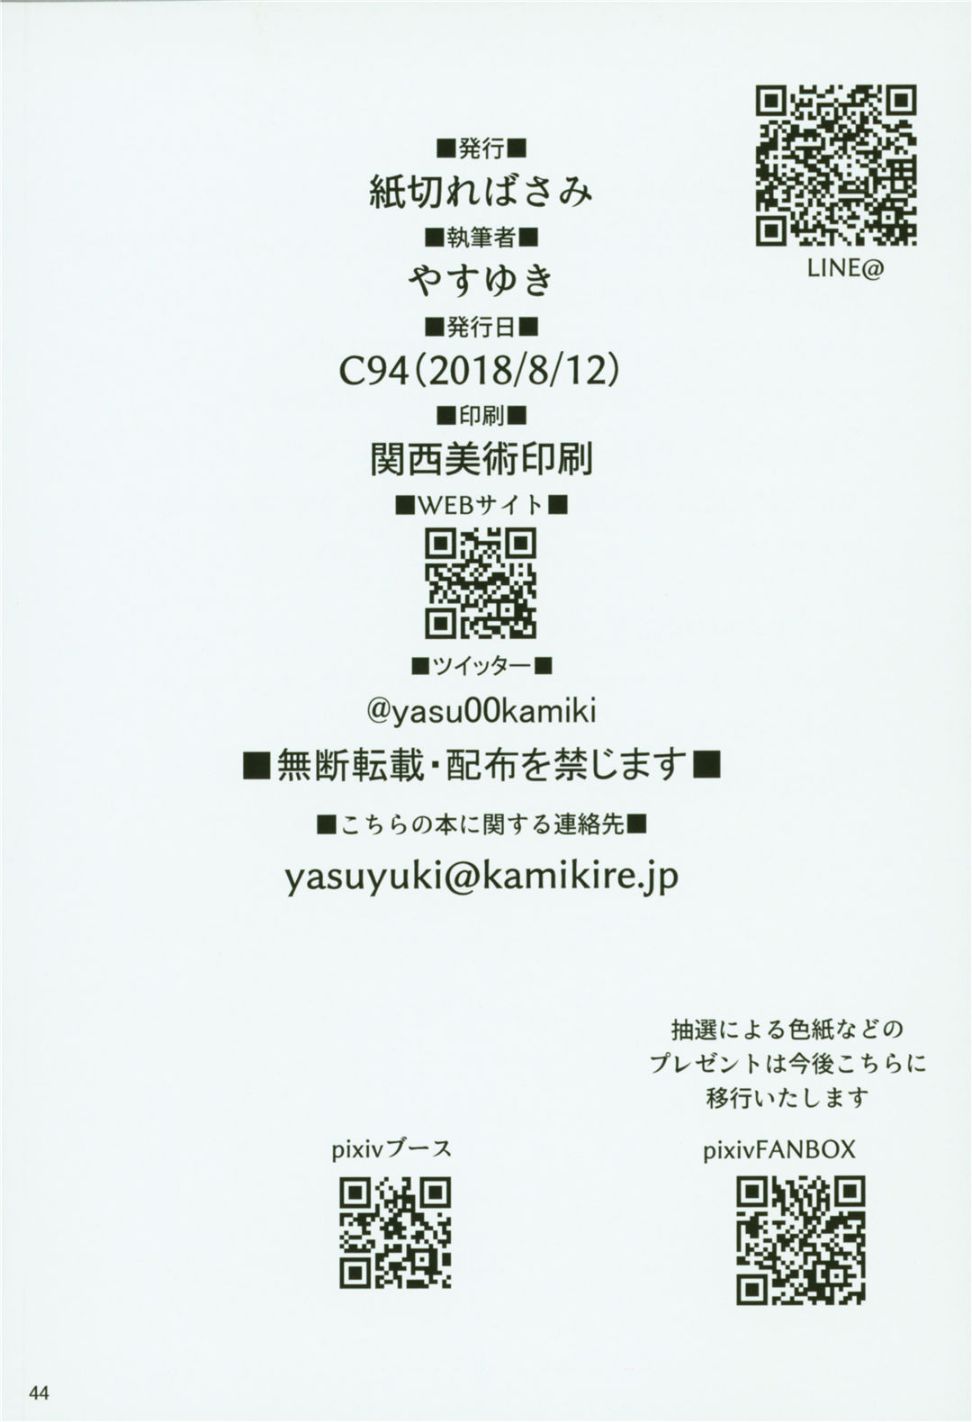 ■発行■
紙切ればさみ
■執筆者■
やすゆき
■発行日■
C94(2018/8/12)
■印刷■
関西美術印刷
■WEBサイト■
■ツイッター■
@yasu00kamiki
■無断転載・配布を禁じます■
■こちらの本に関する連絡先■
yasuyuki@kamikire.jp
LINE@
抽選による色紙などの
プレゼントは今後こちらに
移行いたします
pixivブース
pixivFANBOX
44